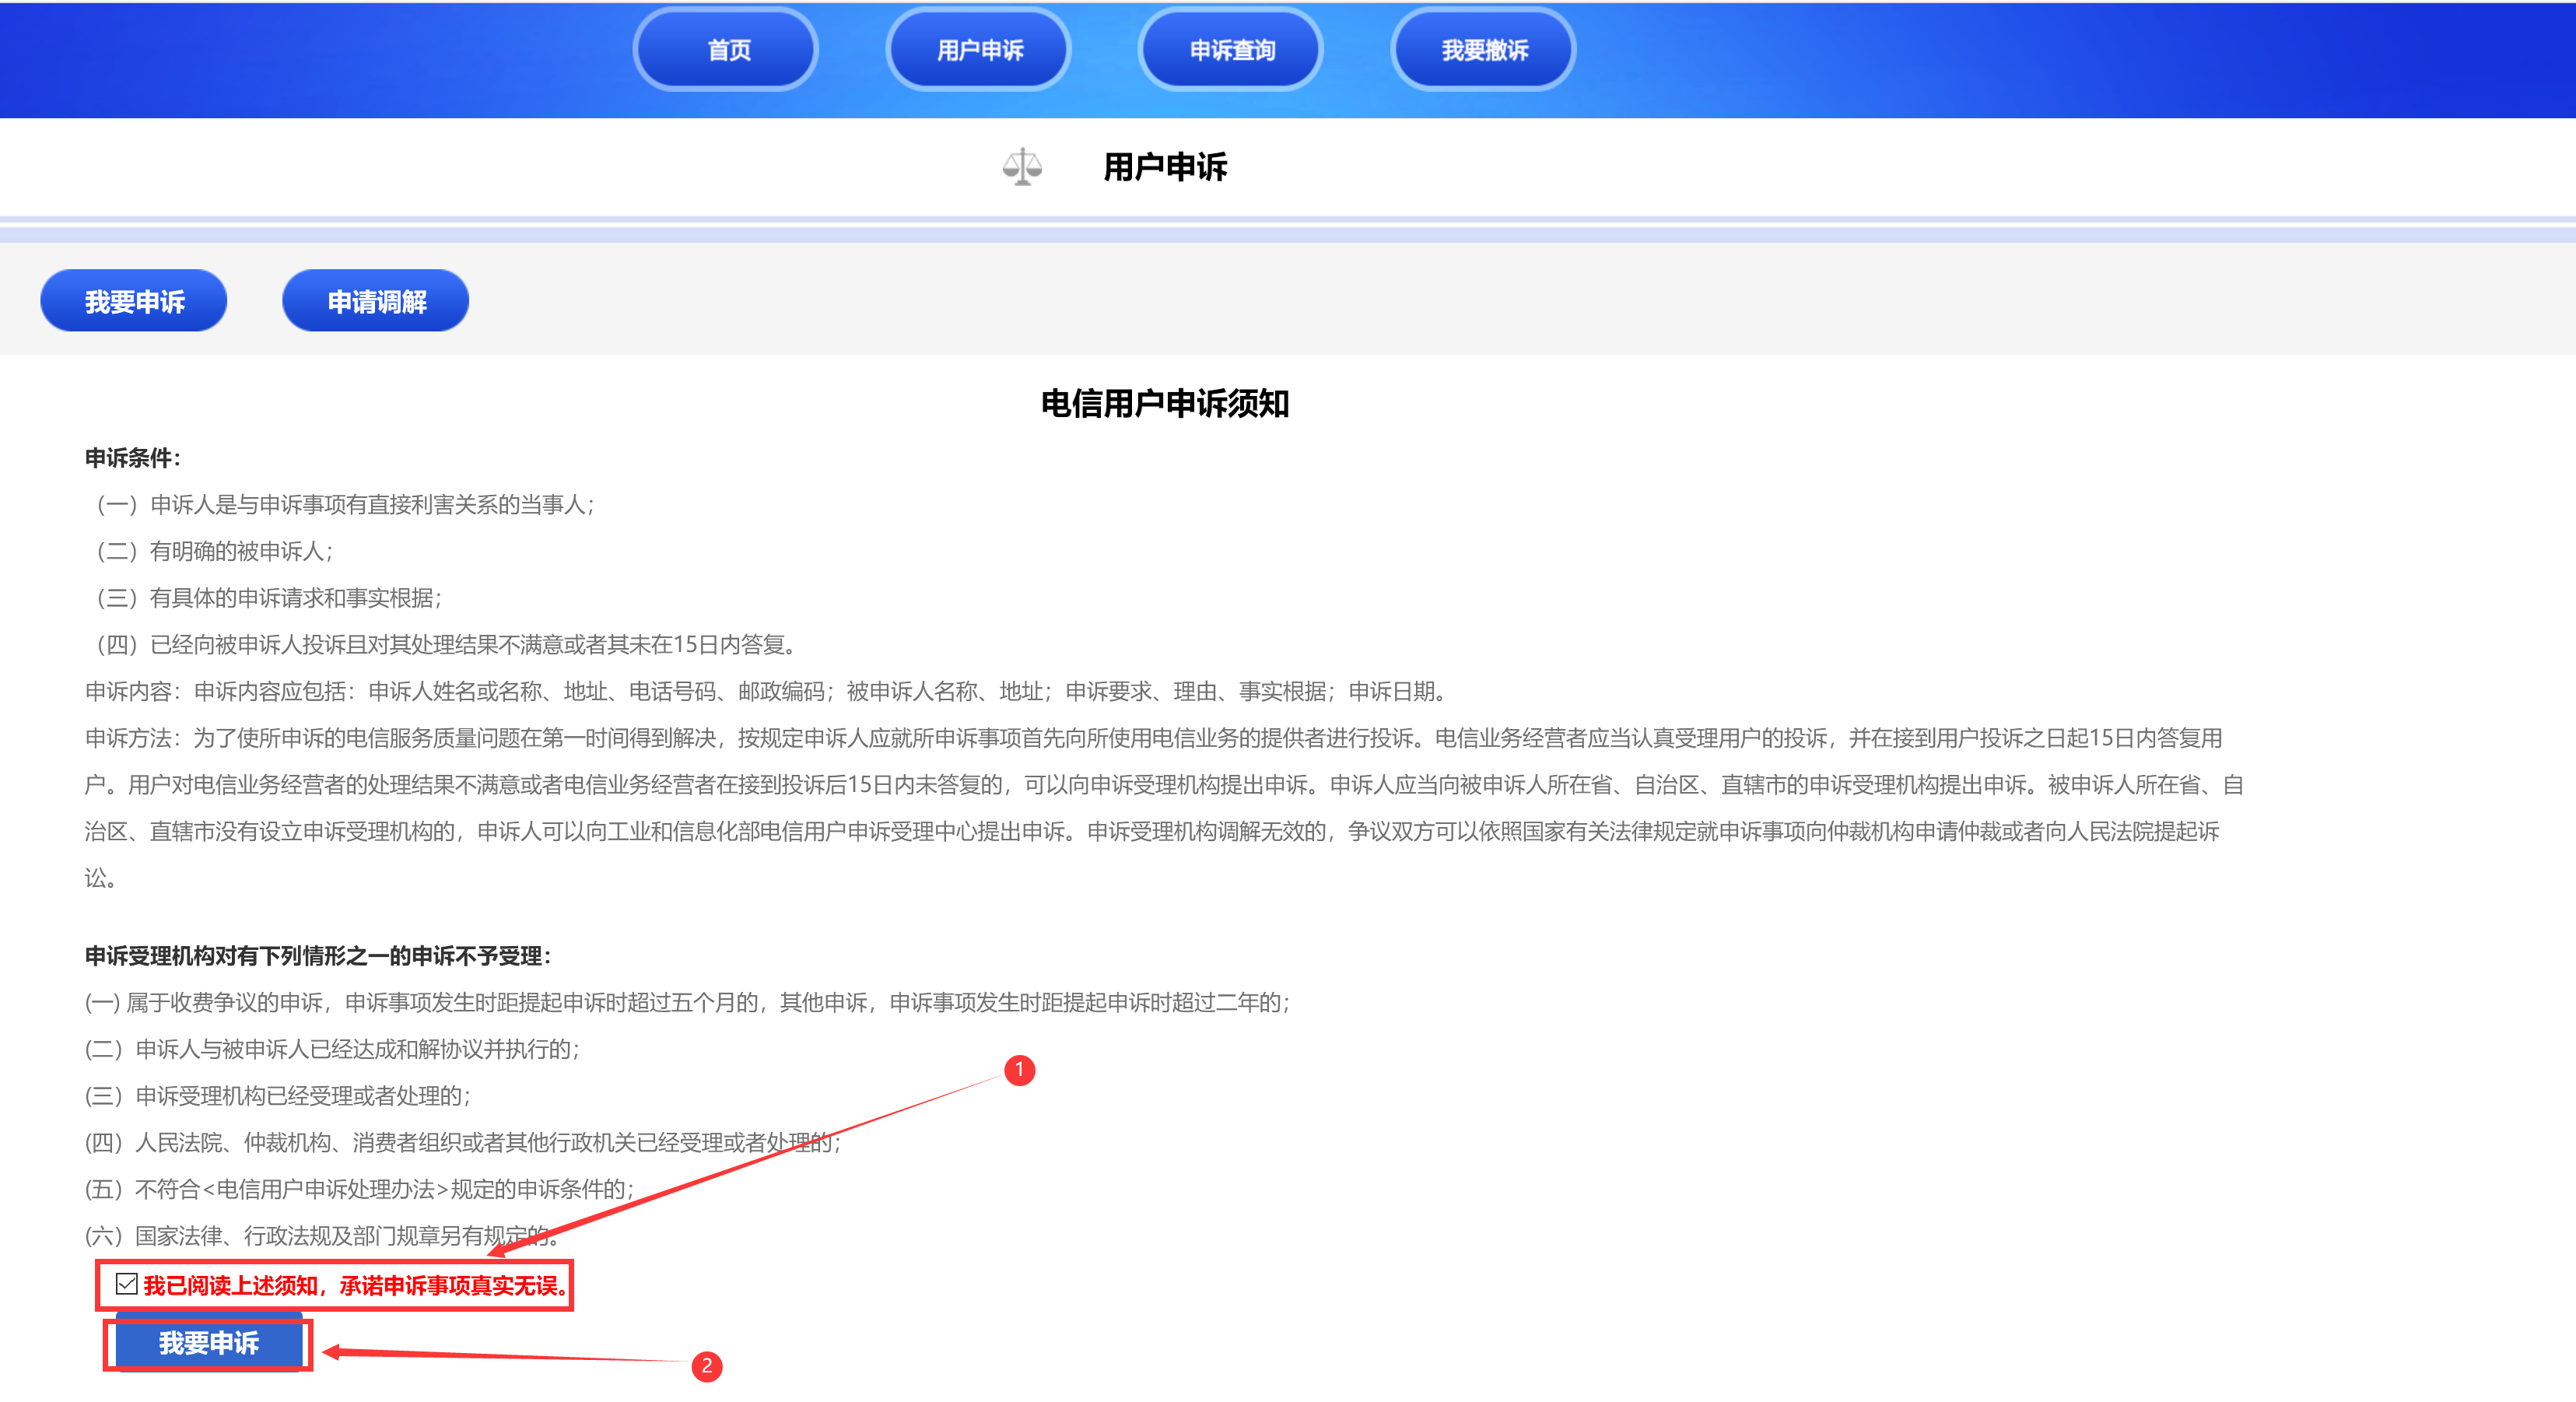 首页
用户申诉
申诉查询
我要撤诉
用户申诉
我要申诉
申请调解
电信用户申诉须知
申诉条件：
（一）申诉人是与申诉事项有直接利害关系的当事人；
（二）有明确的被申诉人；
（三）有具体的申诉请求和事实根据；
（四）已经向被申诉人投诉且对其处理结果不满意或者其未在15日内答复。
申诉内容：申诉内容应包括：申诉人姓名或名称、地址、电话号码、邮政编码；被申诉人名称、地址；申诉要求、理由、事实根据；申诉日期。
申诉方法：为了使所申诉的电信服务质量问题在第一时间得到解决，按规定申诉人应就所申诉事项首先向所使用电信业务的提供者进行投诉。电信业务经营者应当认真受理用户的投诉，并在接到用户投诉之日起15日内答复用
户。用户对电信业务经营者的处理结果不满意或者电信业务经营者在接到投诉后15日内未答复的，可以向申诉受理机构提出申诉。申诉人应当向被申诉人所在省、自治区、直辖市的申诉受理机构提出申诉。被申诉人所在省、自
治区、直辖市没有设立申诉受理机构的，申诉人可以向工业和信息化部电信用户申诉受理中心提出申诉。申诉受理机构调解无效的，争议双方可以依照国家有关法律规定就申诉事项向仲裁机构申请仲裁或者向人民法院提起诉
讼。
申诉受理机构对有下列情形之一的申诉不予受理：
(一) 属于收费争议的申诉，申诉事项发生时距提起申诉时超过五个月的，其他申诉，申诉事项发生时距提起申诉时超过二年的；
(二）申诉人与被申诉人已经达成和解协议并执行的；
(三）申诉受理机构已经受理或者处理的；
(四）人民法院、仲裁机构、消费者组织或者其他行政机关已经受理或者处理的；
(五）不符合<电信用户申诉处理办法>规定的申诉条件的；
(六）国家法律、行政法规及部门规章另有规定的。
1
我已阅读上述须知，承诺申诉事项真实无误。
我要申诉
2